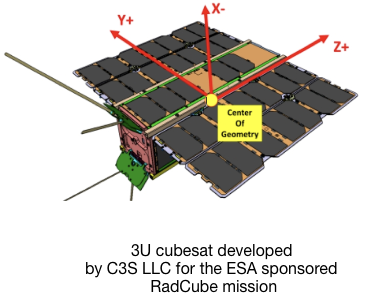 X-
Y+
Z+
Center
Of
Geometry
3U cubesat developed
by C3S LLC for the ESA sponsored
RadCube mission